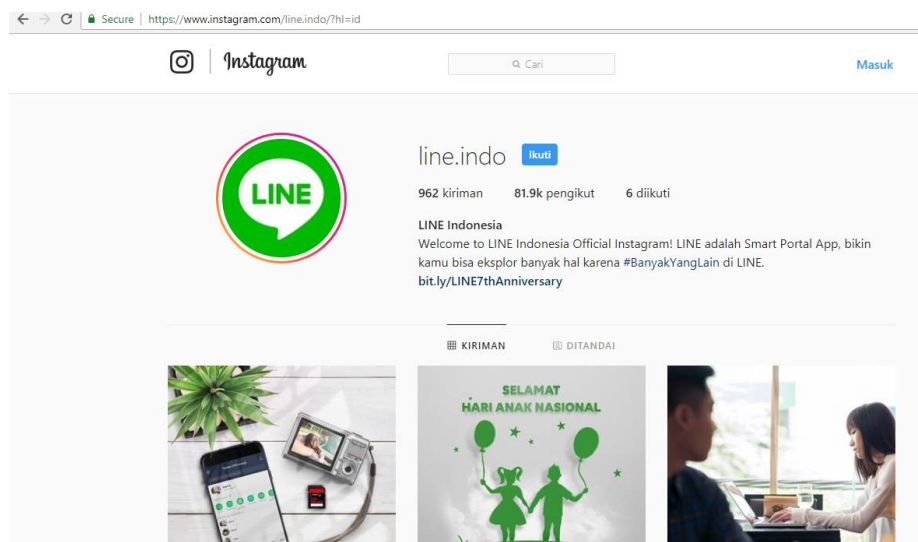 Secure | https://www.instagram.com/line.indo/?hl=id
Instagram
Cari
Masuk
LINE
line.indo Ikuti
962 kiriman 81.9k pengikut 6 diikuti
LINE Indonesia
Welcome to LINE Indonesia Official Instagram! LINE adalah Smart Portal App, bikin
kamu bisa eksplor banyak hal karena #BanyakYangLain di LINE.
bit.ly/LINE7thAnniversary
KIRIMAN DITANDAI
SELAMAT
HARI ANAK NASIONAL